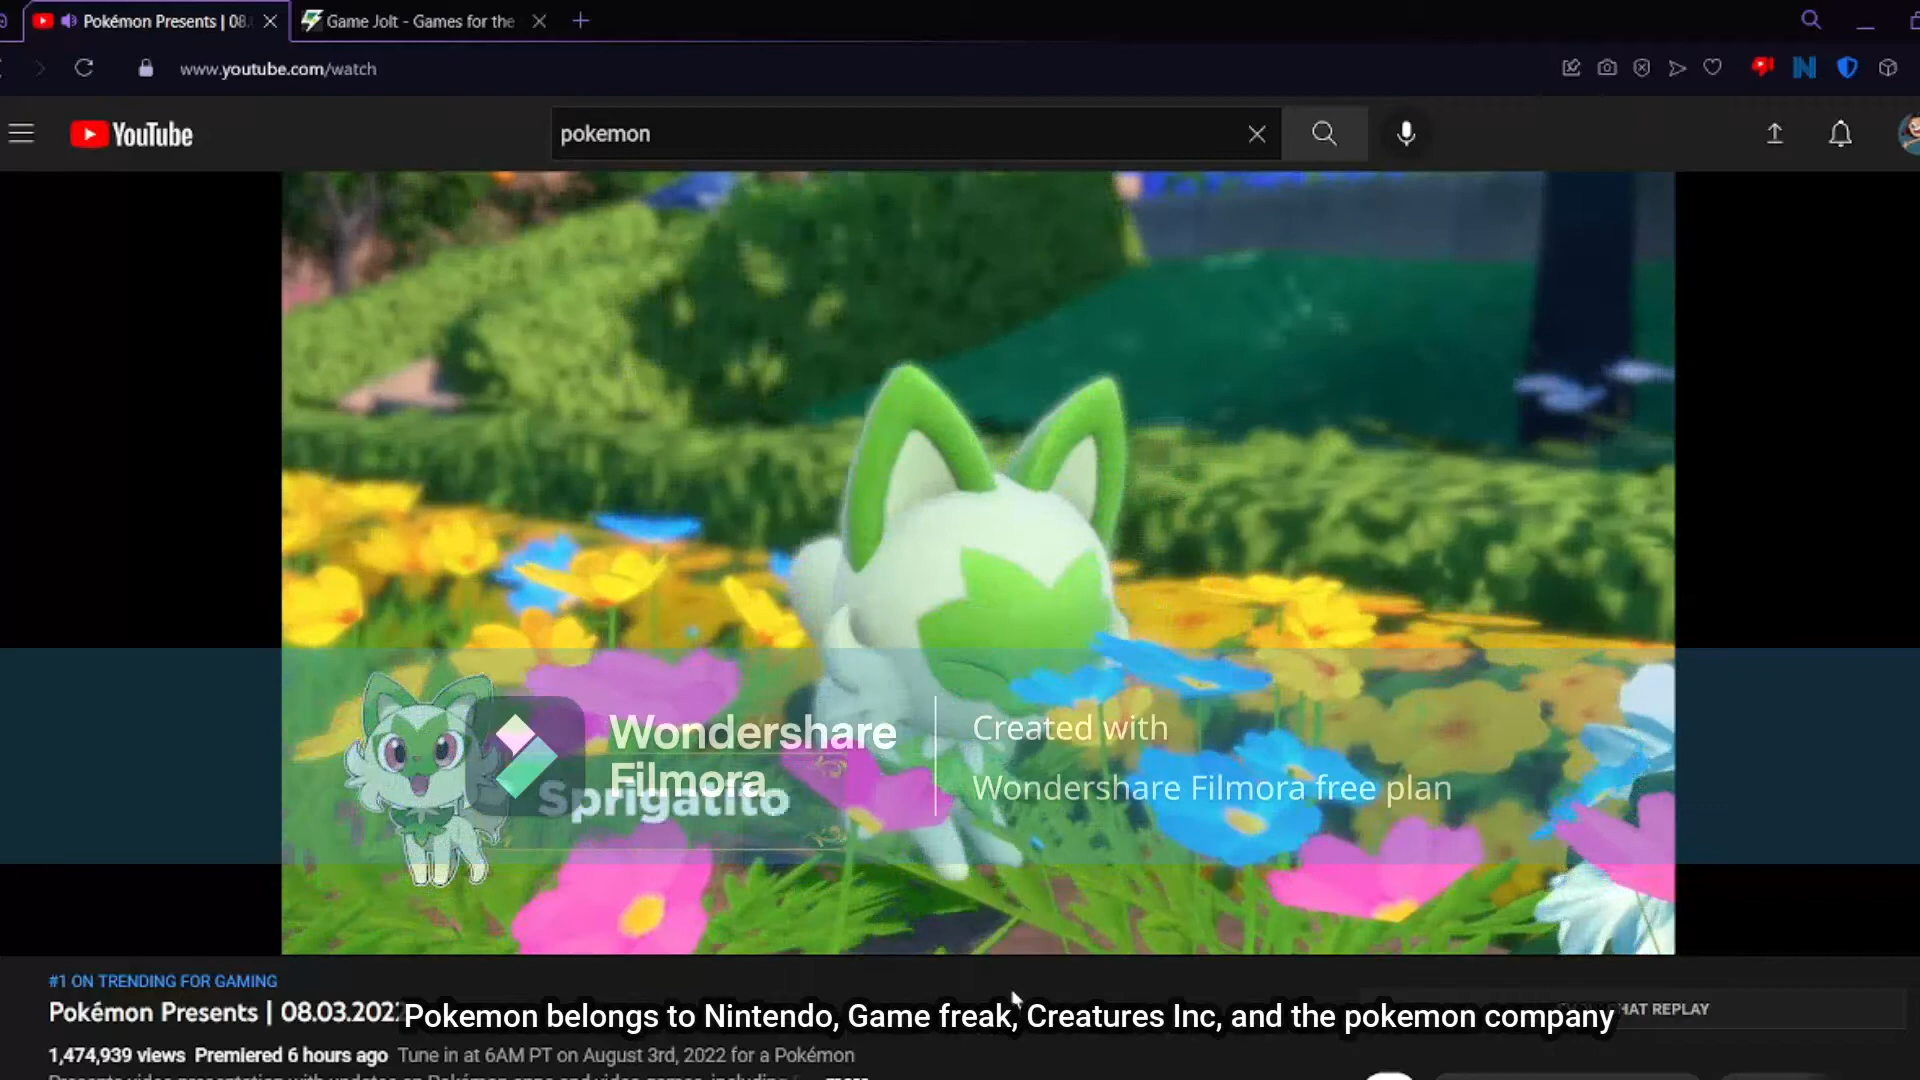 Pokémon Presents | 08.
Game Jolt - Games for the
www.youtube.com/watch
YouTube
pokemon
Wondershare
Filmora
Created with
Wondershare Filmora free plan
Sprigatito
#1 ON TRENDING FOR GAMING
Pokémon Presents | 08.03.2022
Pokemon belongs to Nintendo, Game freak, Creatures Inc, and the pokemon company
HAT REPLAY
1,474,939 views Premiered 6 hours ago Tune in at 6AM PT on August 3rd, 2022 for a Pokémon